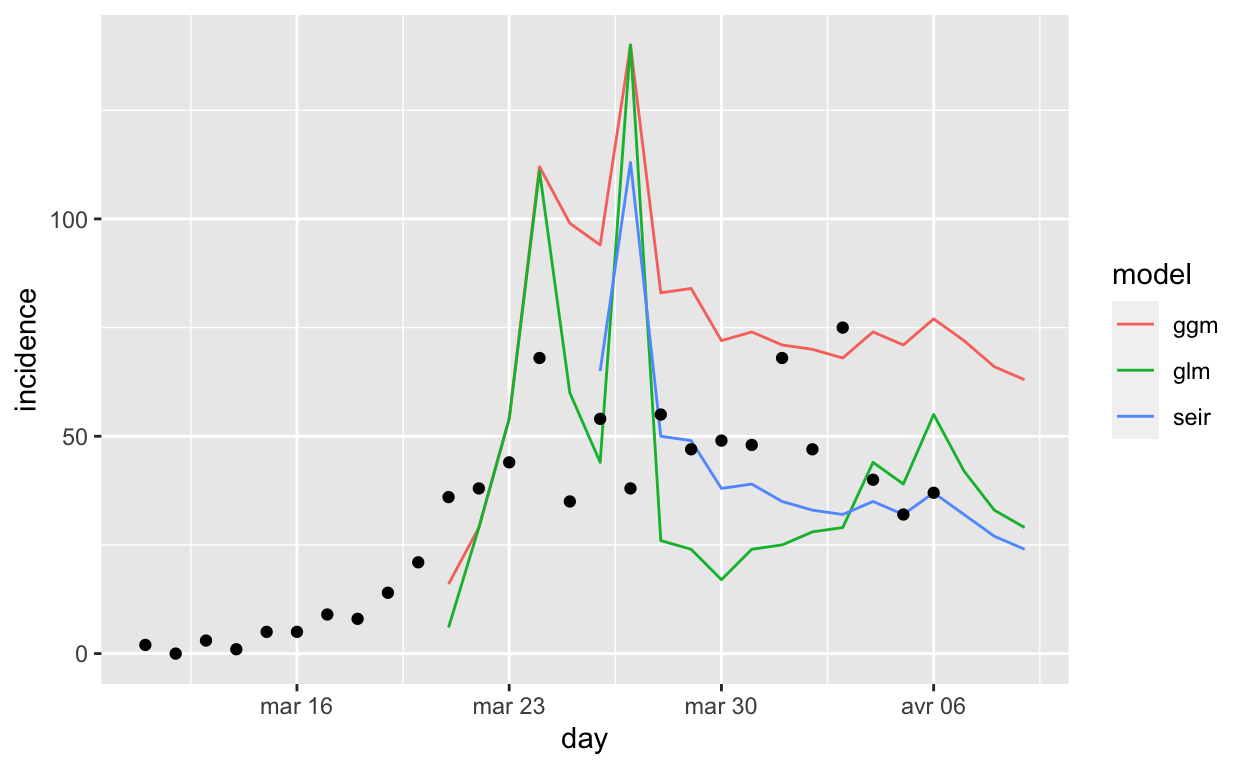 incidence
100
50
0
mar 16
mar 23
mar 30
avr 06
day
model
ggm
glm
seir